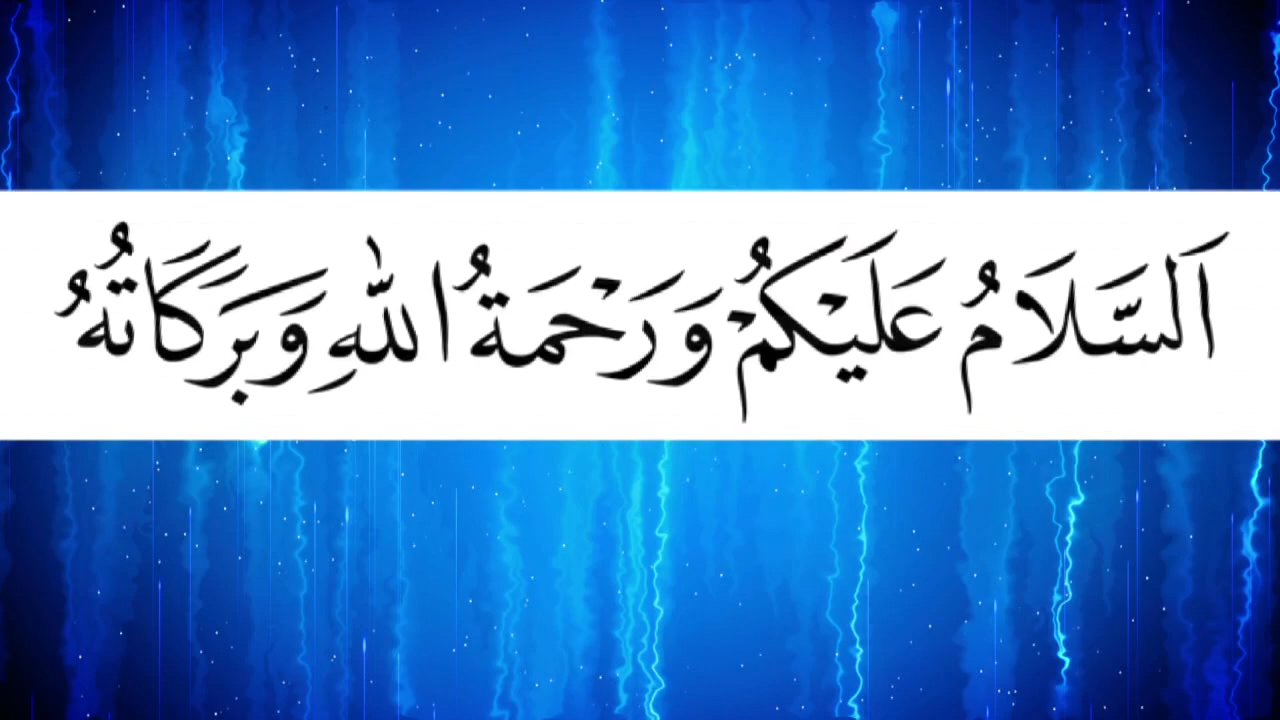 اَلسَّلَامُ عَلَيْكُمْ وَرَحْمَةُ اللّٰهِ وَبَرَكَاتُهُ